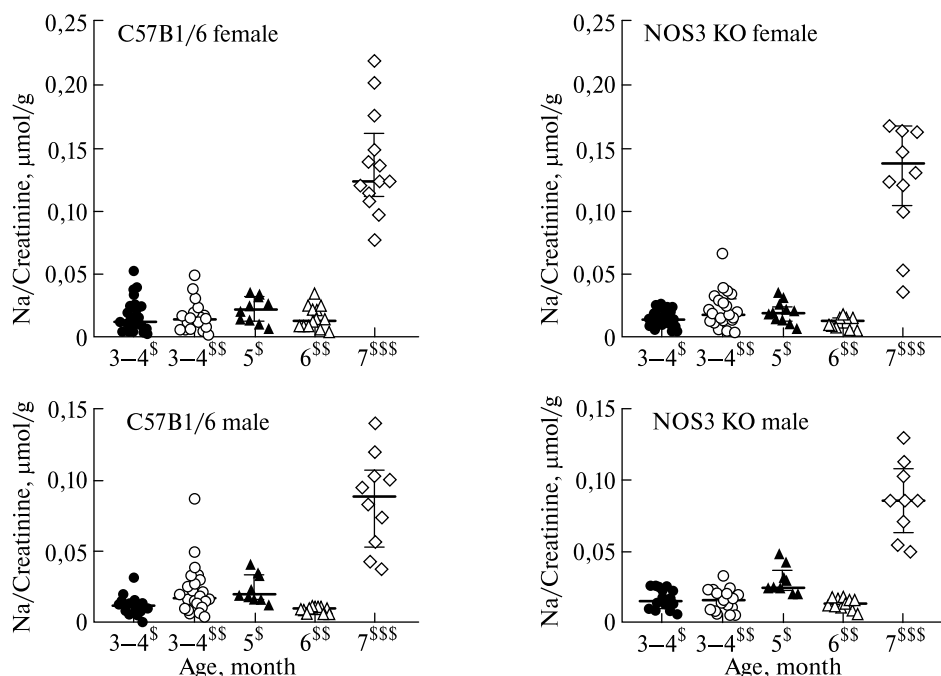 C57B1/6 female
Na/Creatinine, μmol/g
0,25
0,20
0,15
0,10
0,05
0
3–4$ 3–4$$ 5$ 6$$ 7$$$
NOS3 KO female
Na/Creatinine, μmol/g
0,25
0,20
0,15
0,10
0,05
0
3–4$ 3–4$$ 5$ 6$$ 7$$$
C57B1/6 male
Na/Creatinine, μmol/g
0,15
0,10
0,05
0
3–4$ 3–4$$ 5$ 6$$ 7$$$
Age, month
NOS3 KO male
Na/Creatinine, μmol/g
0,15
0,10
0,05
0
3–4$ 3–4$$ 5$ 6$$ 7$$$
Age, month